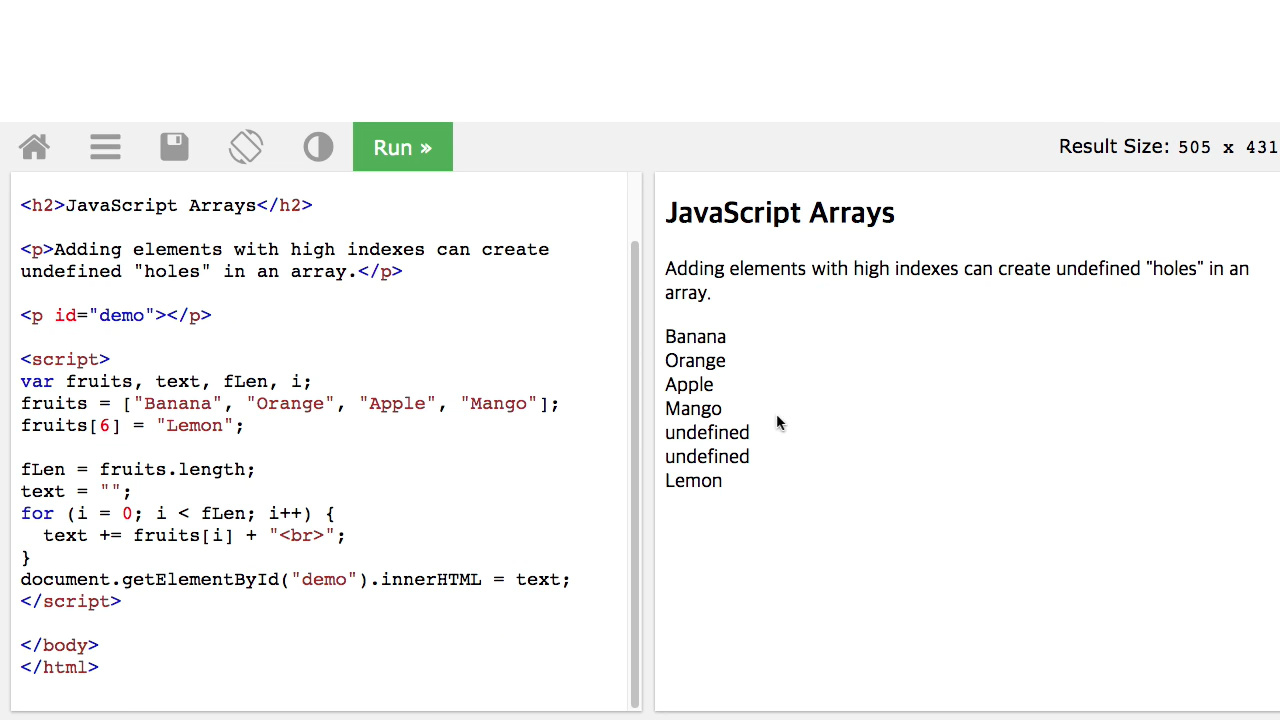 Run »
Result Size: 505 x 431
<h2>JavaScript Arrays</h2>
<p>Adding elements with high indexes can create
undefined "holes" in an array.</p>
<p id="demo"></p>
<script>
var fruits, text, fLen, i;
fruits = ["Banana", "Orange", "Apple", "Mango"];
fruits[6] = "Lemon";
fLen = fruits.length;
text = "";
for (i = 0; i < fLen; i++) {
  text += fruits[i] + "<br>";
}
document.getElementById("demo").innerHTML = text;
</script>
</body>
</html>
JavaScript Arrays
Adding elements with high indexes can create undefined "holes" in an
array.
Banana
Orange
Apple
Mango
undefined
undefined
Lemon